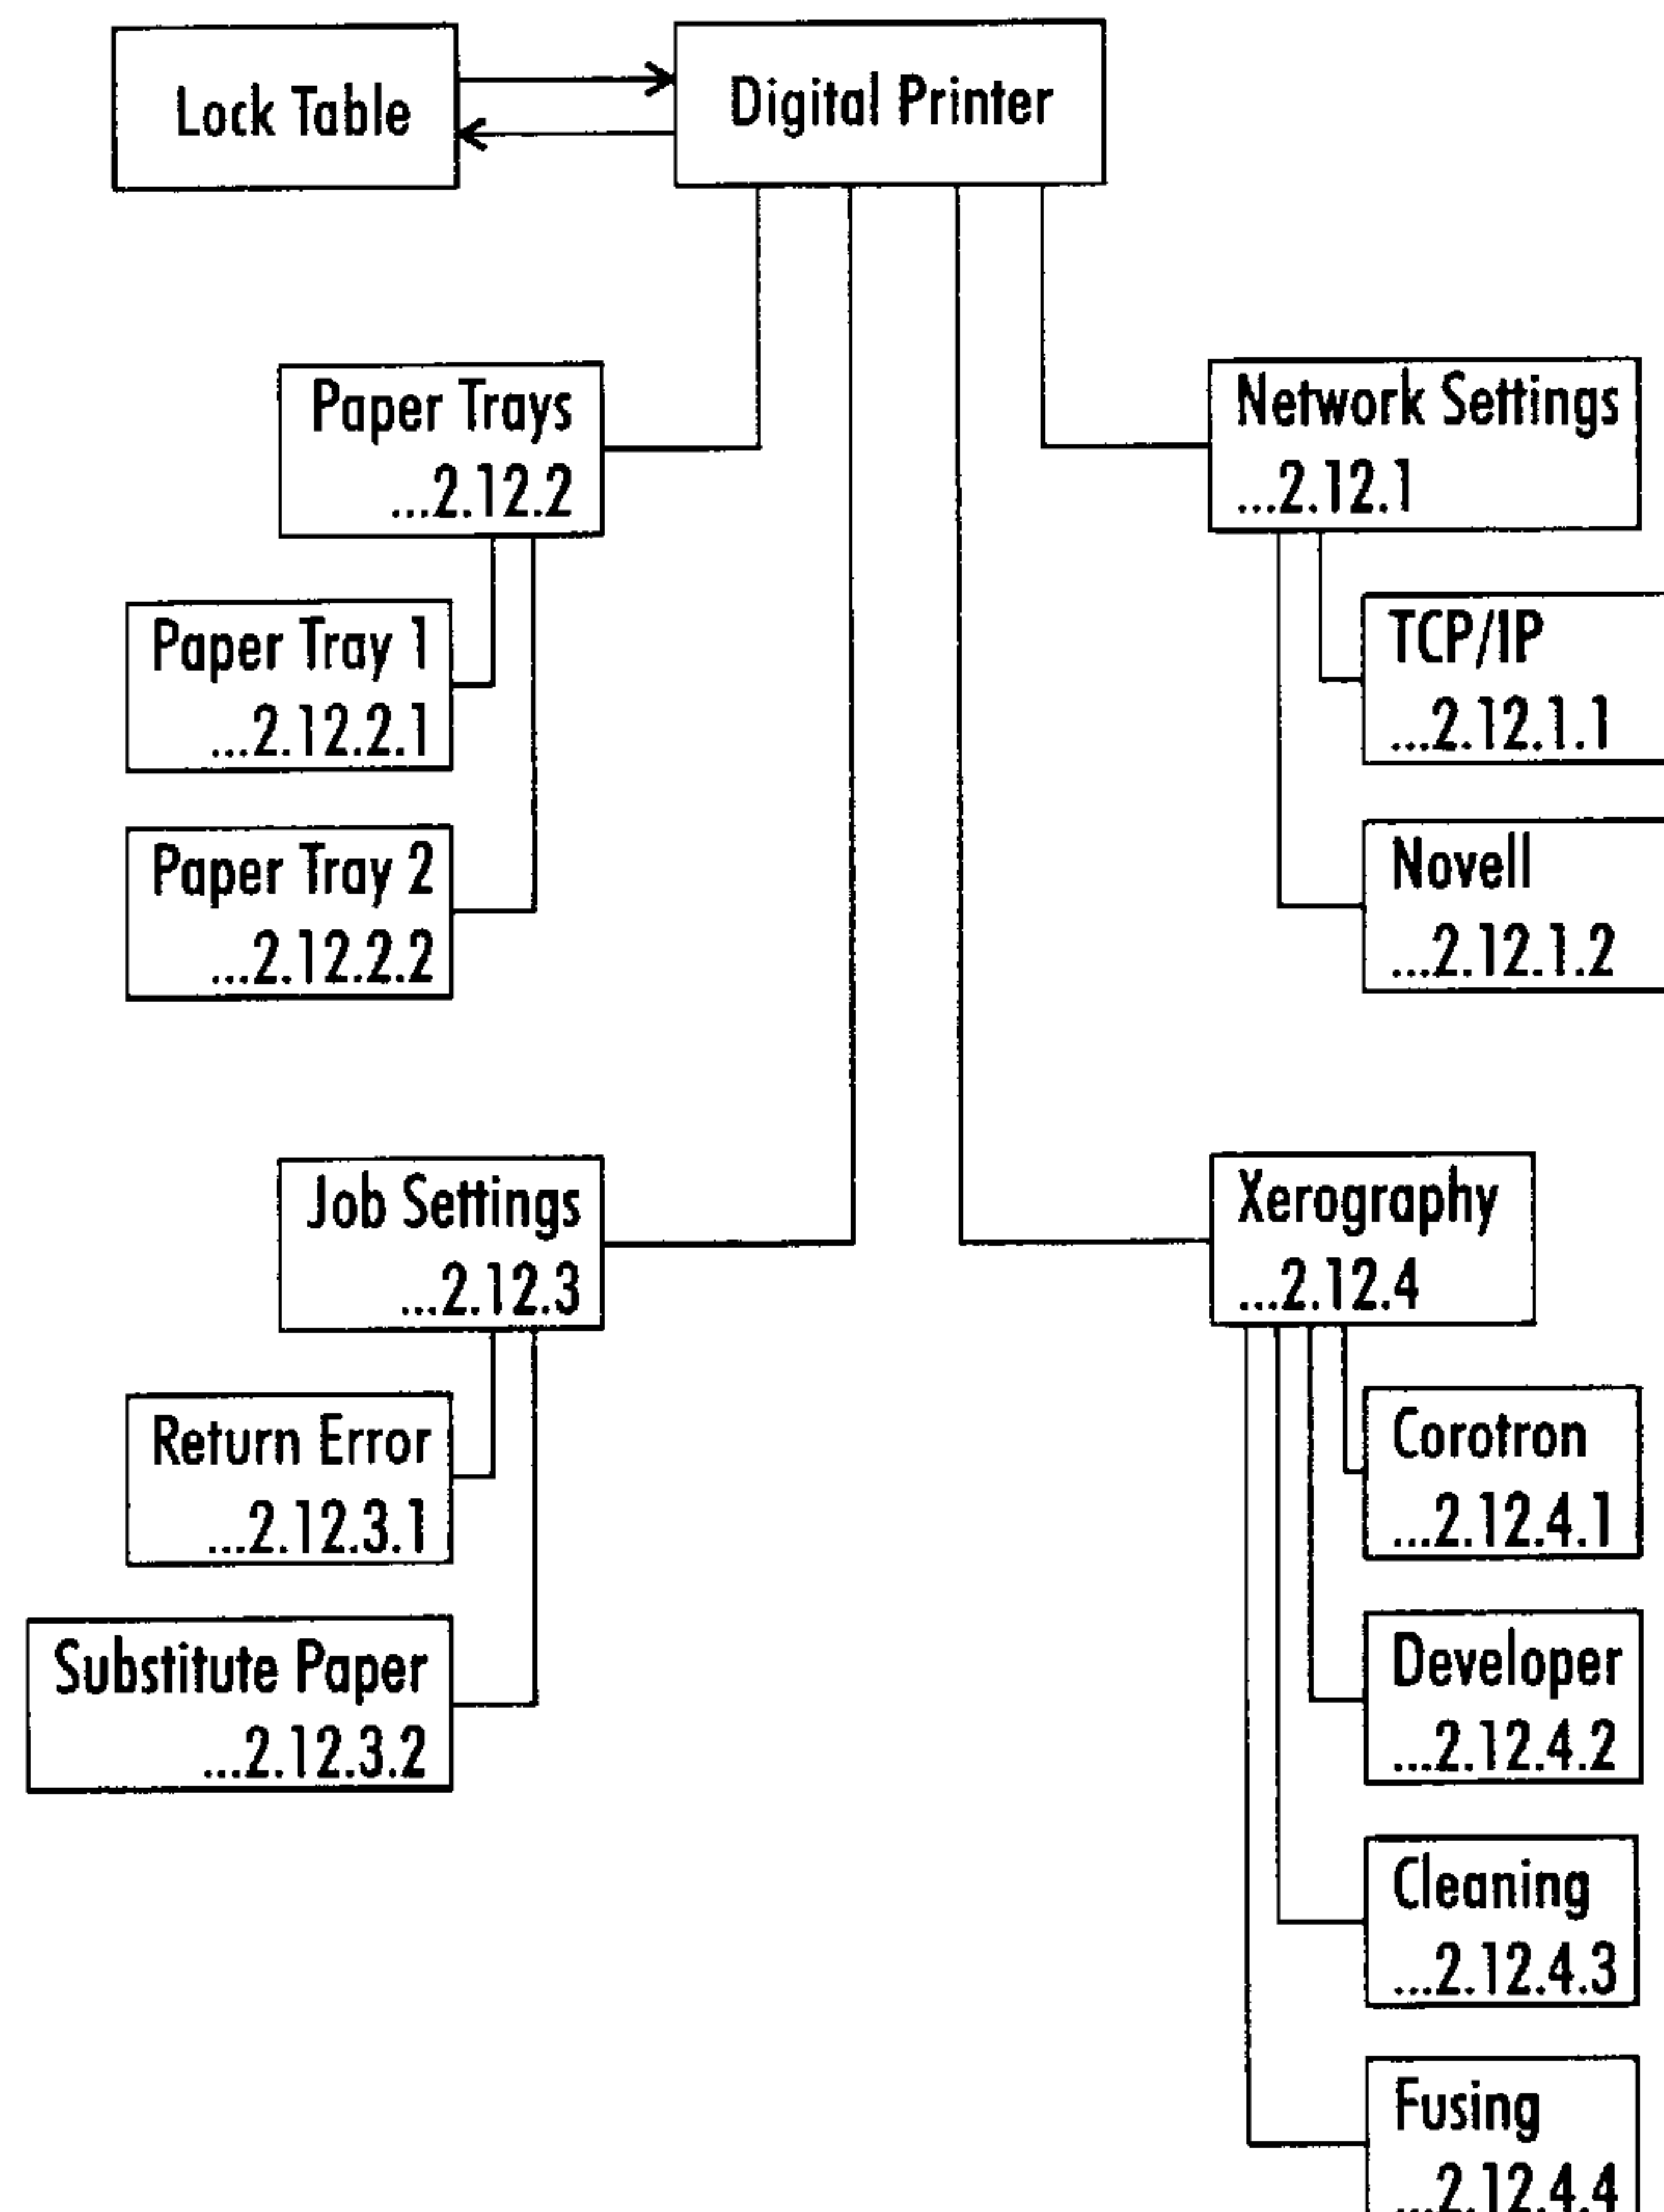 Lock Table
Digital Printer
Paper Trays
...2.12.2
Paper Tray 1
...2.12.2.1
Paper Tray 2
...2.12.2.2
Network Settings
...2.12.1
TCP/IP
...2.12.1.1
Novell
...2.12.1.2
Job Settings
...2.12.3
Return Error
...2.12.3.1
Substitute Paper
...2.12.3.2
Xerography
...2.12.4
Corotron
...2.12.4.1
Developer
...2.12.4.2
Cleaning
...2.12.4.3
Fusing
...2.12.4.4